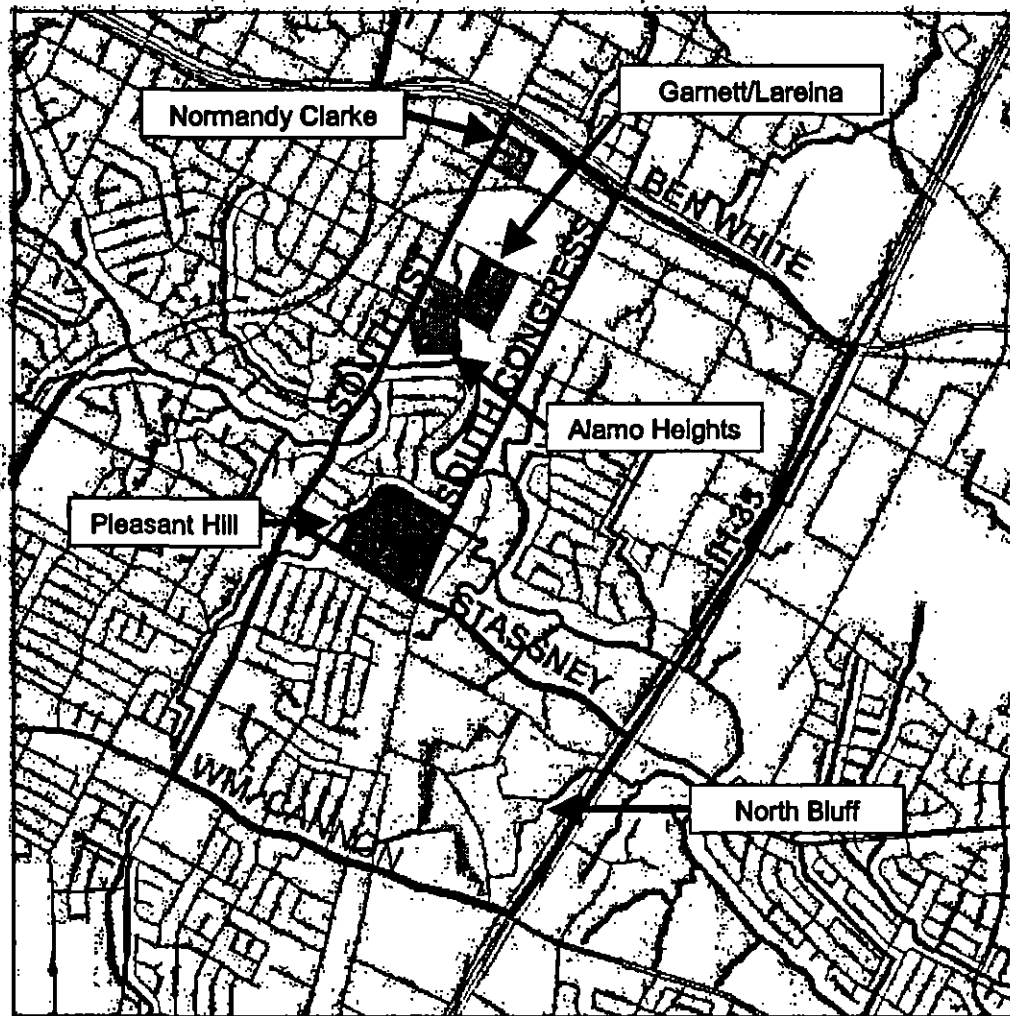 Garnett/Lareina
Normandy Clarke
BEN WHITE
SOUTH 1ST
SOUTH CONGRESS
Alamo Heights
Pleasant Hill
IH-35
STASSNEY
WM CANNON
North Bluff